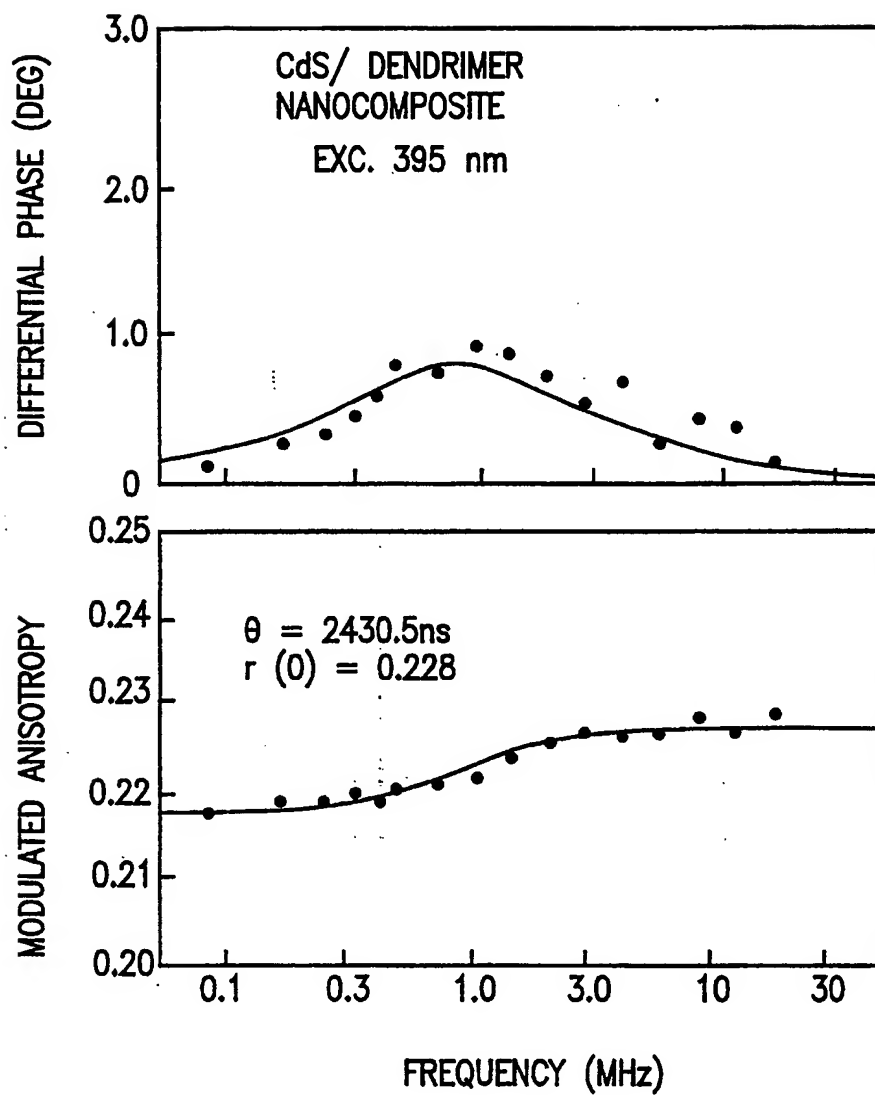 DIFFERENTIAL PHASE (DEG)
3.0
2.0
1.0
0
CdS/ DENDRIMER
NANOCOMPOSITE
EXC. 395 nm
MODULATED ANISOTROPY
0.25
0.24
0.23
0.22
0.21
0.20
θ = 2430.5ns
r (0) = 0.228
0.1 0.3 1.0 3.0 10 30
FREQUENCY (MHz)